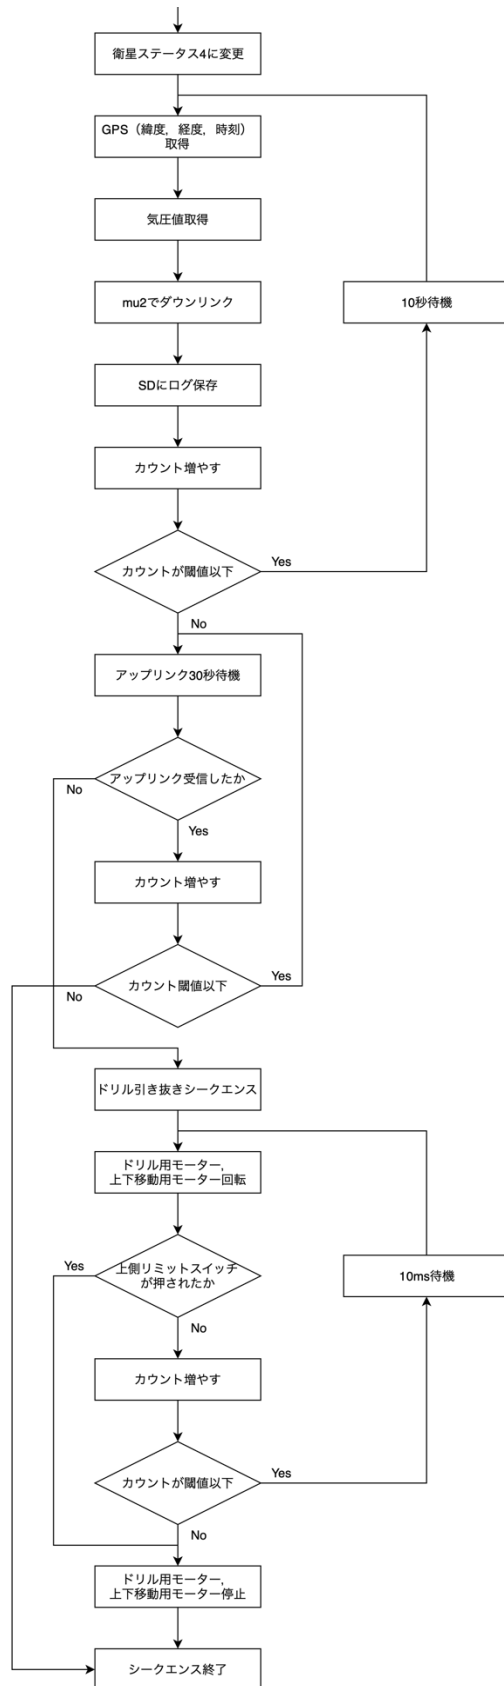 衛星ステータス4に変更
GPS（緯度，経度，時刻）
取得
気圧値取得
mu2でダウンリンク
10秒待機
SDにログ保存
カウント増やす
カウントが閾値以下
Yes
No
アップリンク30秒待機
アップリンク受信したか
No
Yes
カウント増やす
カウント閾値以下
Yes
No
ドリル引き抜きシークエンス
ドリル用モーター,
上下移動用モーター回転
Yes
上側リミットスイッチ
が押されたか
10ms待機
No
カウント増やす
カウントが閾値以下
Yes
No
ドリル用モーター,
上下移動用モーター停止
シークエンス終了